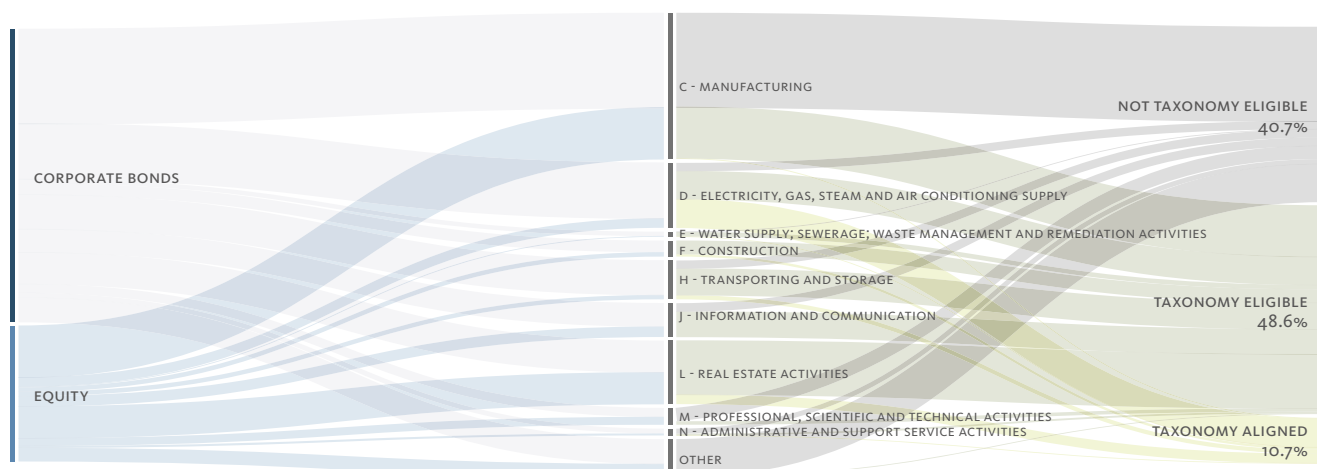 CORPORATE BONDS
EQUITY
C - MANUFACTURING
D - ELECTRICITY, GAS, STEAM AND AIR CONDITIONING SUPPLY
E - WATER SUPPLY; SEWERAGE; WASTE MANAGEMENT AND REMEDIATION ACTIVITIES
F - CONSTRUCTION
H - TRANSPORTING AND STORAGE
J - INFORMATION AND COMMUNICATION
L - REAL ESTATE ACTIVITIES
M - PROFESSIONAL, SCIENTIFIC AND TECHNICAL ACTIVITIES
N - ADMINISTRATIVE AND SUPPORT SERVICE ACTIVITIES
OTHER
NOT TAXONOMY ELIGIBLE
40.7%
TAXONOMY ELIGIBLE
48.6%
TAXONOMY ALIGNED
10.7%